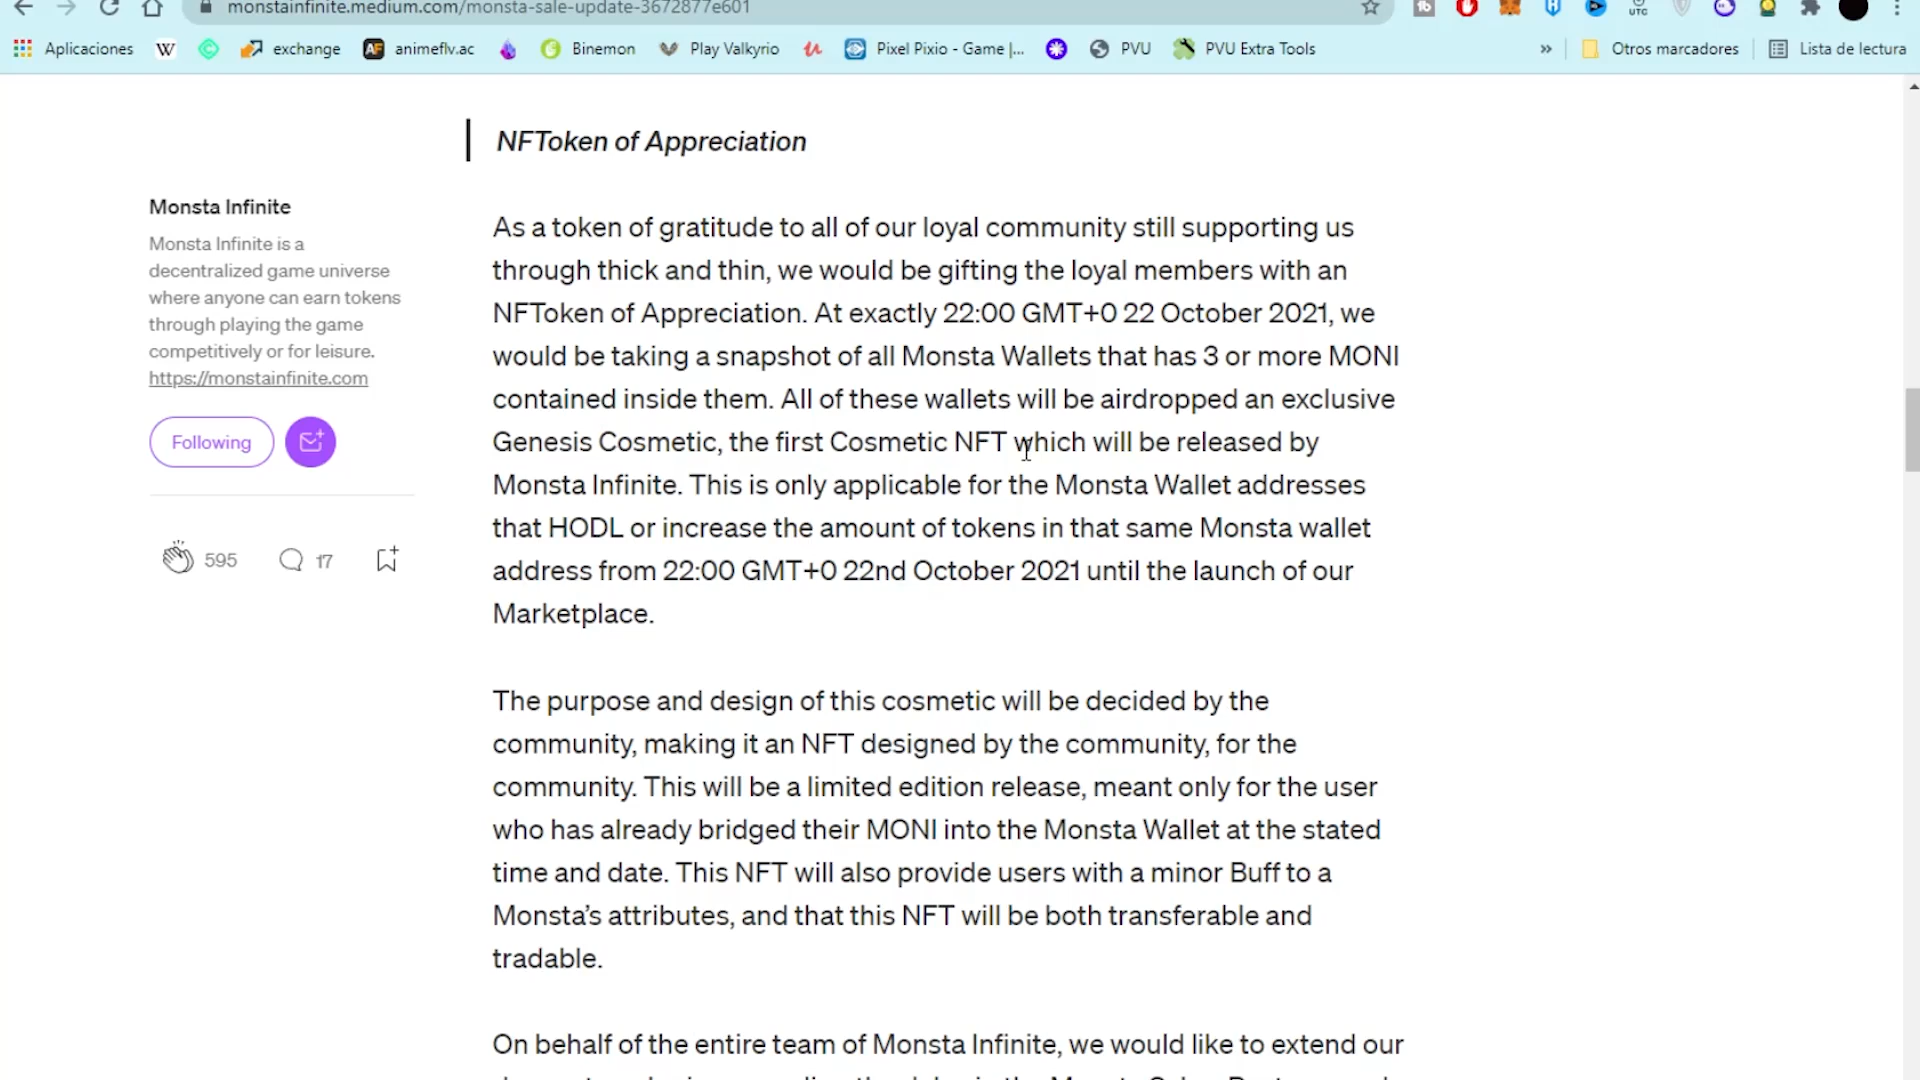 monstainfinite.medium.com/monsta-sale-update-3672877e601
UTC
Aplicaciones
W
exchange
AF
animeflv.ac
Binemon
Play Valkyrio
Pixel Pixio - Game |...
PVU
PVU Extra Tools
»
Otros marcadores
Lista de lectura
NFToken of Appreciation
Monsta Infinite
Monsta Infinite is a
decentralized game universe
where anyone can earn tokens
through playing the game
competitively or for leisure.
https://monstainfinite.com
Following
595
17
As a token of gratitude to all of our loyal community still supporting us
through thick and thin, we would be gifting the loyal members with an
NFToken of Appreciation. At exactly 22:00 GMT+0 22 October 2021, we
would be taking a snapshot of all Monsta Wallets that has 3 or more MONI
contained inside them. All of these wallets will be airdropped an exclusive
Genesis Cosmetic, the first Cosmetic NFT which will be released by
Monsta Infinite. This is only applicable for the Monsta Wallet addresses
that HODL or increase the amount of tokens in that same Monsta wallet
address from 22:00 GMT+0 22nd October 2021 until the launch of our
Marketplace.
The purpose and design of this cosmetic will be decided by the
community, making it an NFT designed by the community, for the
community. This will be a limited edition release, meant only for the user
who has already bridged their MONI into the Monsta Wallet at the stated
time and date. This NFT will also provide users with a minor Buff to a
Monsta’s attributes, and that this NFT will be both transferable and
tradable.
On behalf of the entire team of Monsta Infinite, we would like to extend our